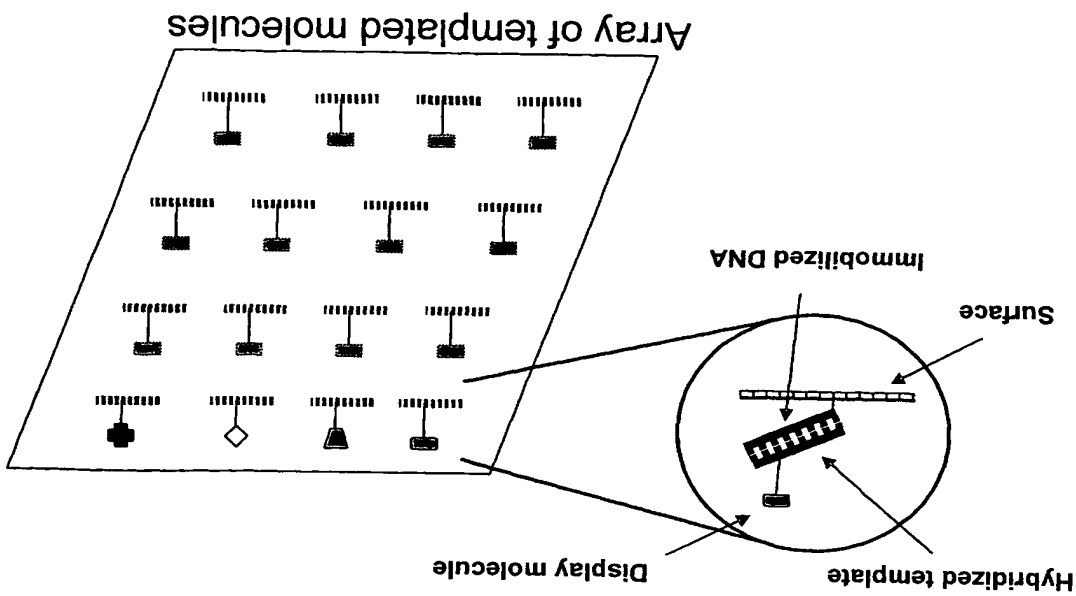 Hybridized template
Display molecule
Surface
Immobilized DNA
Array of templated molecules